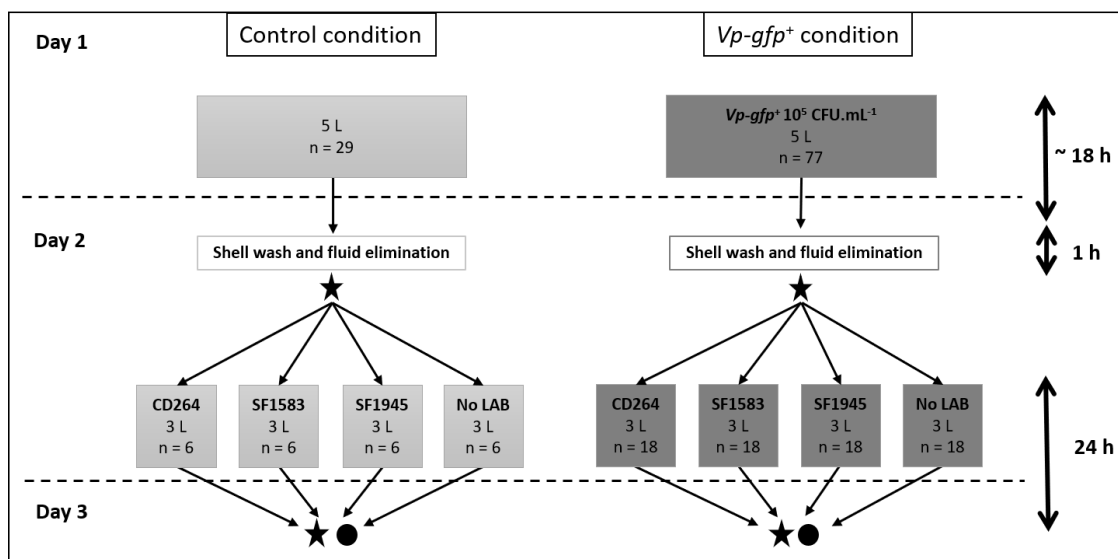 Day 1
Control condition
Vp-gfp⁺ condition
5 L
n = 29
Vp-gfp⁺ 10⁵ CFU.mL⁻¹
5 L
n = 77
~ 18 h
Day 2
Shell wash and fluid elimination
Shell wash and fluid elimination
1 h
CD264
3 L
n = 6
SF1583
3 L
n = 6
SF1945
3 L
n = 6
No LAB
3 L
n = 6
CD264
3 L
n = 18
SF1583
3 L
n = 18
SF1945
3 L
n = 18
No LAB
3 L
n = 18
24 h
Day 3